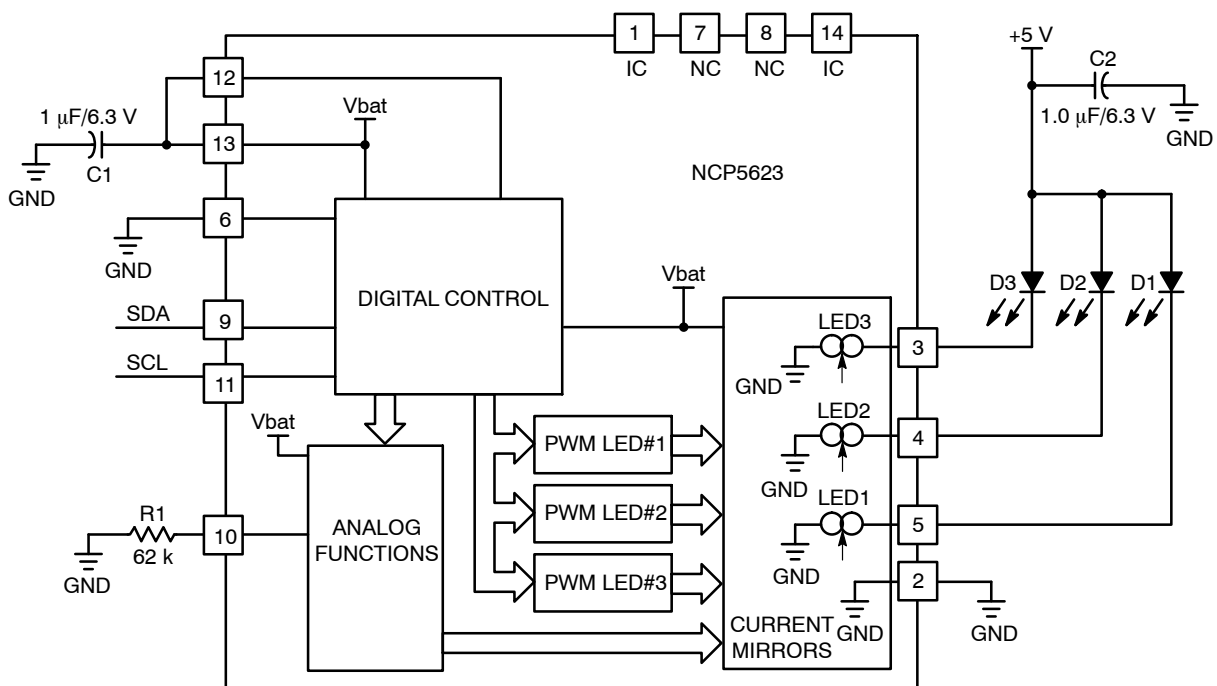 1
7
8
14
IC
NC
NC
IC
+5 V
C2
1.0 μF/6.3 V
GND
12
Vbat
1 μF/6.3 V
13
C1
GND
NCP5623
6
GND
DIGITAL CONTROL
Vbat
SDA
9
SCL
11
D3
D2
D1
LED3
3
GND
LED2
4
GND
LED1
5
GND
2
GND
GND
Vbat
PWM LED#1
PWM LED#2
PWM LED#3
R1
10
62 k
GND
ANALOG
FUNCTIONS
CURRENT
MIRRORS